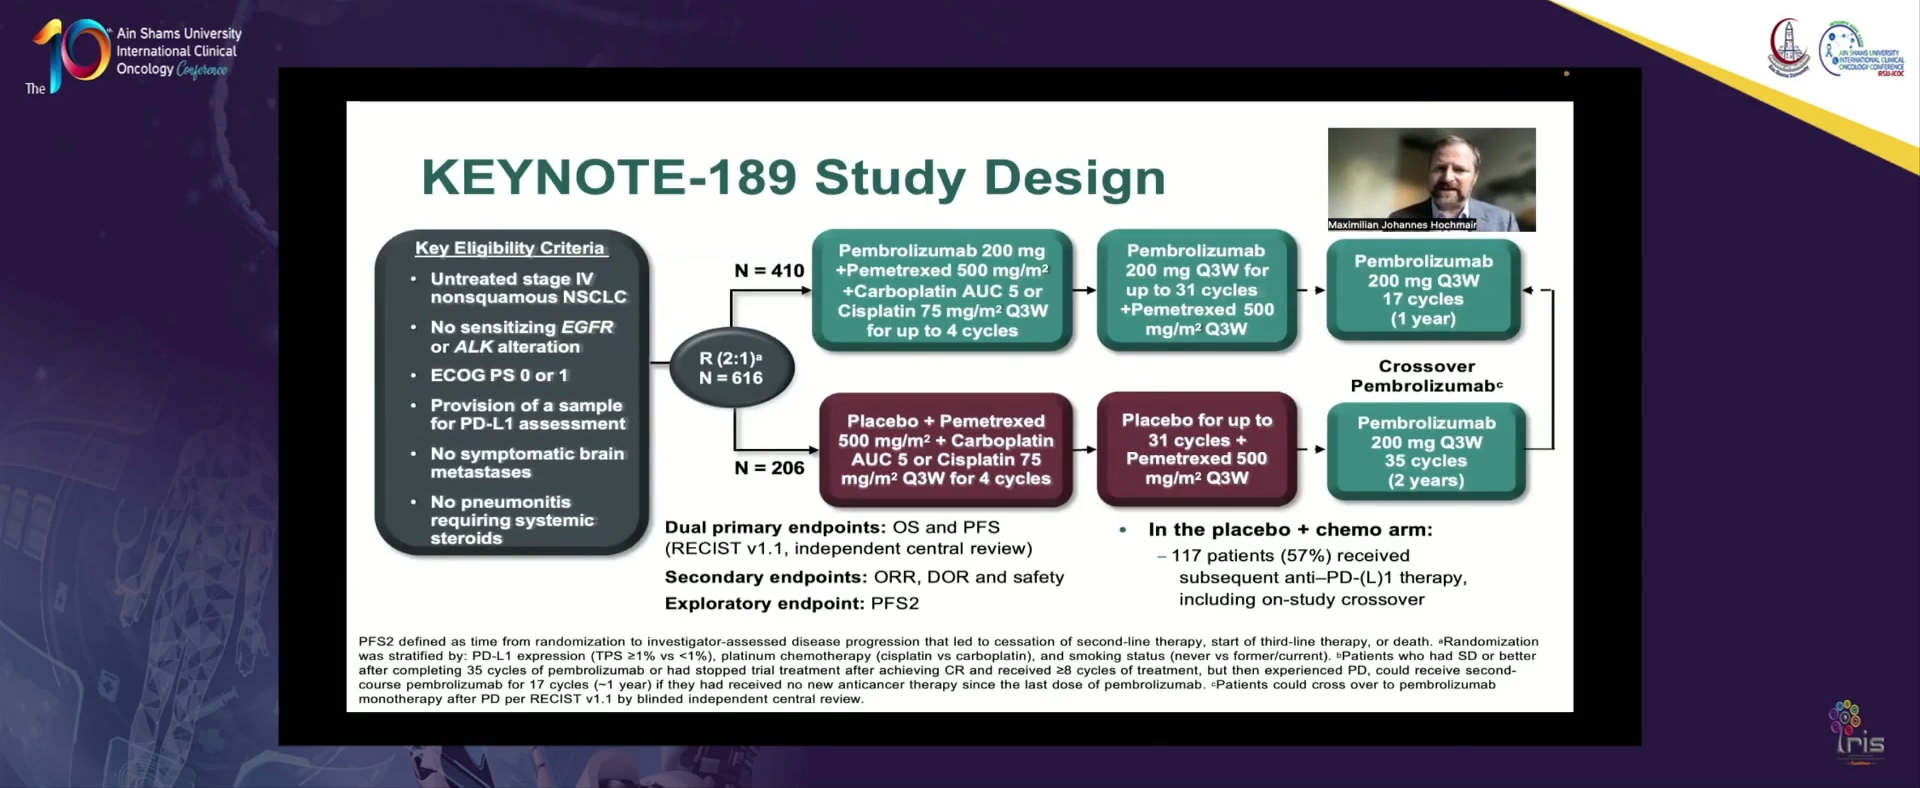 The 10th
Ain Shams University
International Clinical
Oncology Conference
Ain Shams University
AIN SHAMS UNIVERSITY
INTERNATIONAL CLINICAL
ONCOLOGY CONFERENCE
KEYNOTE-189 Study Design
Maximilian Johannes Hochmair
Key Eligibility Criteria
• Untreated stage IV
nonsquamous NSCLC
• No sensitizing EGFR
or ALK alteration
• ECOG PS 0 or 1
• Provision of a sample
for PD-L1 assessment
• No symptomatic brain
metastases
• No pneumonitis
requiring systemic
steroids
R (2:1)ᵃ
N = 616
N = 410
Pembrolizumab 200 mg
+Pemetrexed 500 mg/m²
+Carboplatin AUC 5 or
Cisplatin 75 mg/m² Q3W
for up to 4 cycles
Pembrolizumab
200 mg Q3W for
up to 31 cycles
+Pemetrexed 500
mg/m² Q3W
Pembrolizumab
200 mg Q3W
17 cycles
(1 year)
Crossover
Pembrolizumabᶜ
N = 206
Placebo + Pemetrexed
500 mg/m² + Carboplatin
AUC 5 or Cisplatin 75
mg/m² Q3W for 4 cycles
Placebo for up to
31 cycles +
Pemetrexed 500
mg/m² Q3W
Pembrolizumab
200 mg Q3W
35 cycles
(2 years)
Dual primary endpoints: OS and PFS
(RECIST v1.1, independent central review)
Secondary endpoints: ORR, DOR and safety
Exploratory endpoint: PFS2
• In the placebo + chemo arm:
– 117 patients (57%) received
subsequent anti–PD-(L)1 therapy,
including on-study crossover
PFS2 defined as time from randomization to investigator-assessed disease progression that led to cessation of second-line therapy, start of third-line therapy, or death. ᵃRandomization
was stratified by: PD-L1 expression (TPS ≥1% vs <1%), platinum chemotherapy (cisplatin vs carboplatin), and smoking status (never vs former/current). ᵇPatients who had SD or better
after completing 35 cycles of pembrolizumab or had stopped trial treatment after achieving CR and received ≥8 cycles of treatment, but then experienced PD, could receive second-
course pembrolizumab for 17 cycles (~1 year) if they had received no new anticancer therapy since the last dose of pembrolizumab. ᶜPatients could cross over to pembrolizumab
monotherapy after PD per RECIST v1.1 by blinded independent central review.
Iris